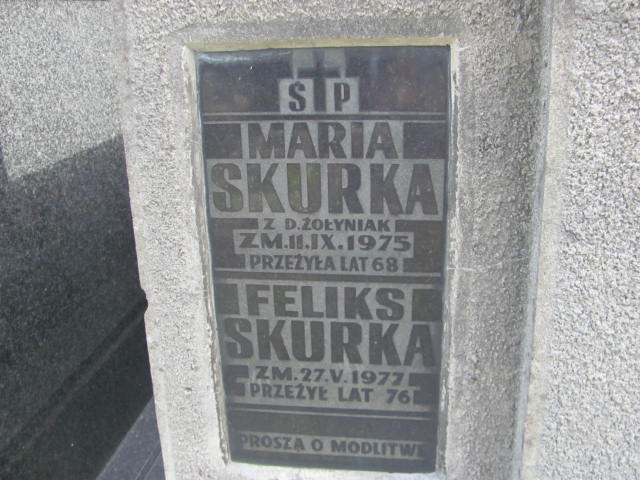 Ś P
MARIA
SKURKA
Z D. ŻOŁYNIAK
ZM. 11. IX. 1975
PRZEŻYŁA LAT 68
FELIKS
SKURKA
ZM. 27. V. 1977
PRZEŻYŁ LAT 76
PROSZĄ O MODLITWĘ